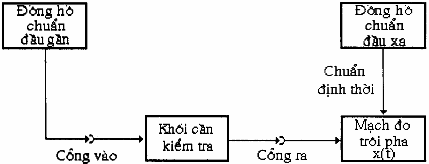 Đồng hồ
chuẩn
đầu gần
Đồng hồ
chuẩn
đầu xa
Chuẩn
định thời
Khối cần
kiểm tra
Mạch đo
trôi pha
x(t)
Cổng vào
Cổng ra